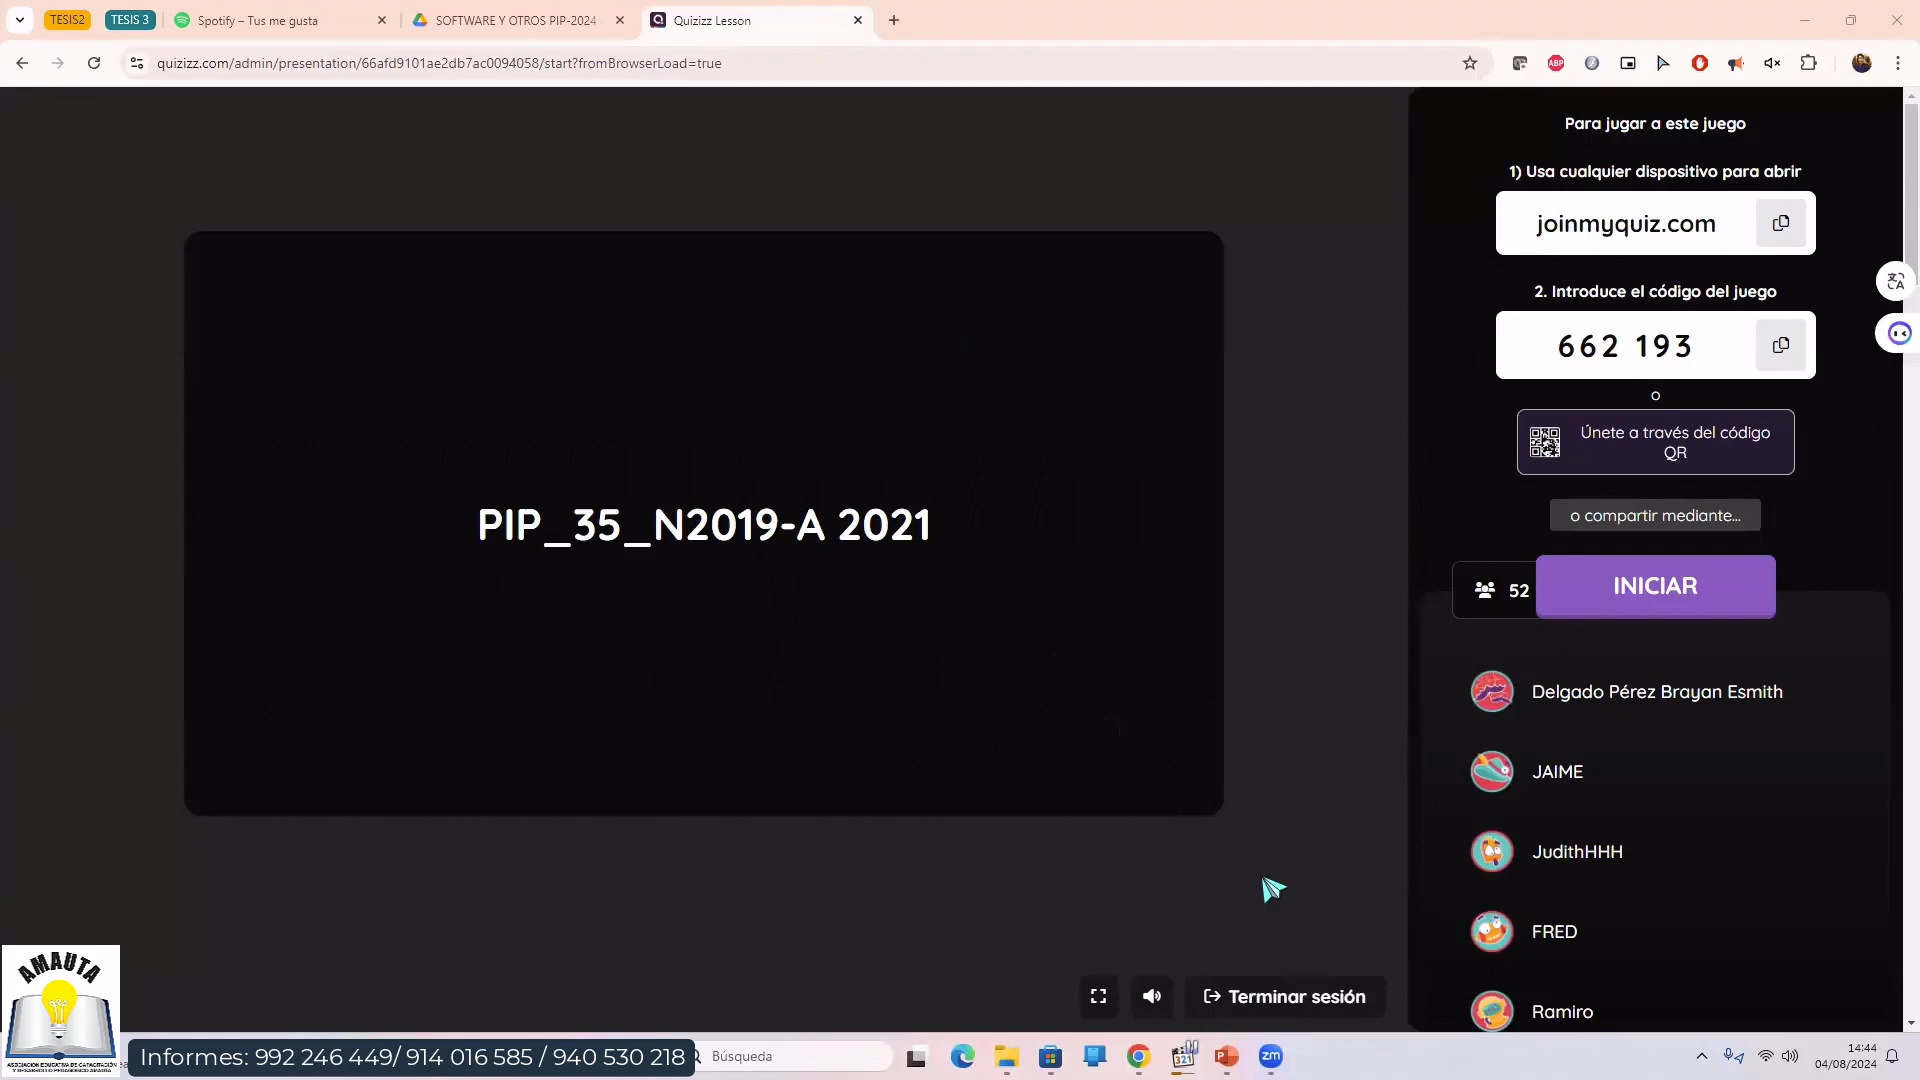 TESIS2
TESIS 3
Spotify – Tus me gusta
SOFTWARE Y OTROS PIP-2024
Quizizz Lesson
quizizz.com/admin/presentation/66afd9101ae2db7ac0094058/start?fromBrowserLoad=true
ABP
Para jugar a este juego
1) Usa cualquier dispositivo para abrir
joinmyquiz.com
2. Introduce el código del juego
662 193
o
Únete a través del código
QR
o compartir mediante...
52
INICIAR
PIP_35_N2019-A 2021
Delgado Pérez Brayan Esmith
JAIME
JudithHHH
FRED
Ramiro
Terminar sesión
AMAUTA
Informes: 992 246 449/ 914 016 585 / 940 530 218
Búsqueda
321
zm
14:44
04/08/2024